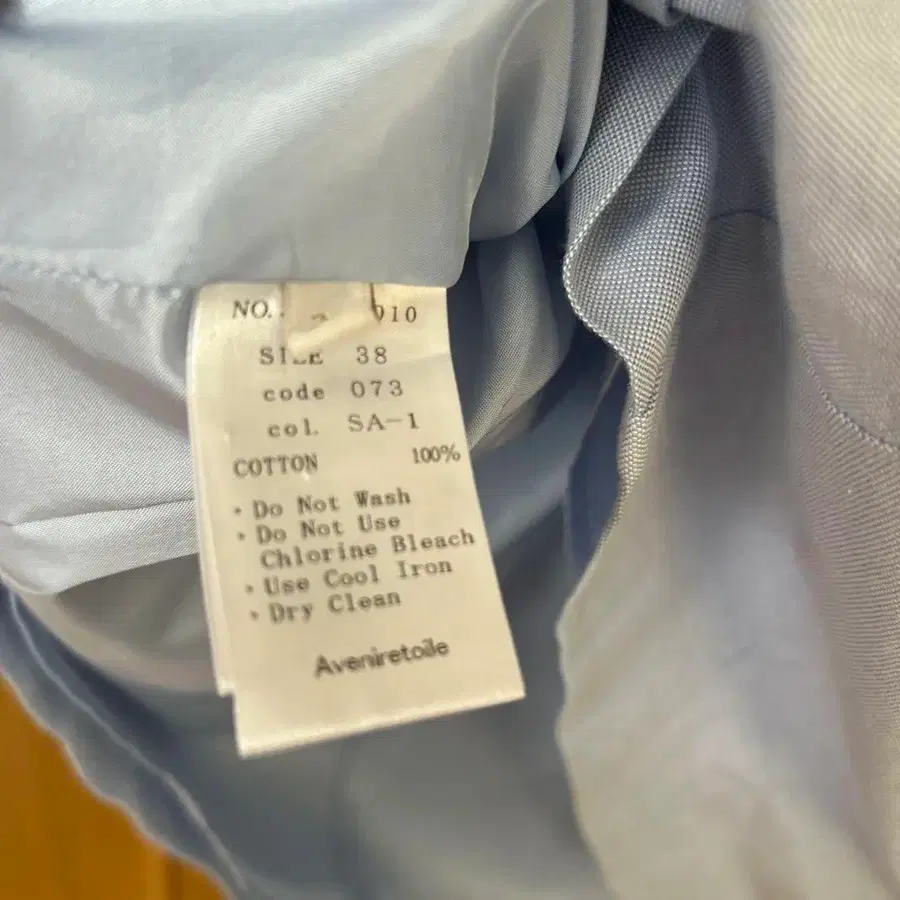 NO. 910
SIZE 38
code 073
col. SA-1
COTTON 100%
・Do Not Wash
・Do Not Use
Chlorine Bleach
・Use Cool Iron
・Dry Clean
Aveniretoile